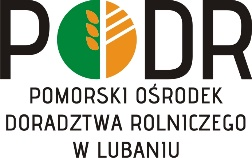 PODR
POMORSKI OŚRODEK
DORADZTWA ROLNICZEGO
W LUBANIU